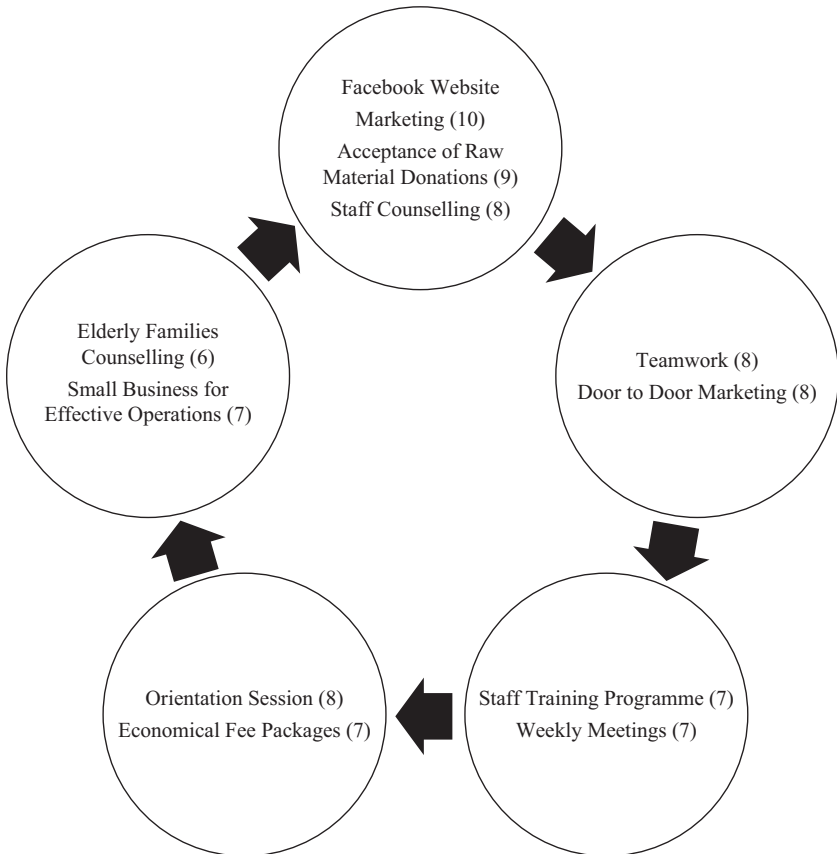 Facebook Website
Marketing (10)
Acceptance of Raw
Material Donations (9)
Staff Counselling (8)
Teamwork (8)
Door to Door Marketing (8)
Staff Training Programme (7)
Weekly Meetings (7)
Orientation Session (8)
Economical Fee Packages (7)
Elderly Families
Counselling (6)
Small Business for
Effective Operations (7)